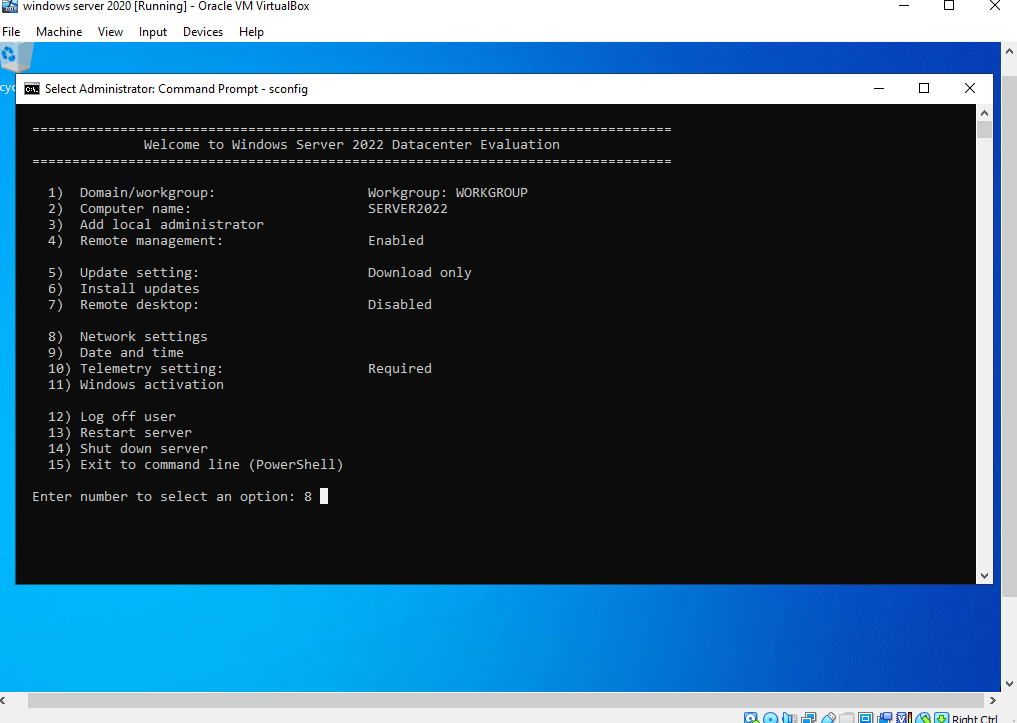 windows server 2020 [Running] - Oracle VM VirtualBox
File Machine View Input Devices Help
Select Administrator: Command Prompt - sconfig
================================================================================
Welcome to Windows Server 2022 Datacenter Evaluation
================================================================================
1) Domain/workgroup: Workgroup: WORKGROUP
2) Computer name: SERVER2022
3) Add local administrator
4) Remote management: Enabled
5) Update setting: Download only
6) Install updates
7) Remote desktop: Disabled
8) Network settings
9) Date and time
10) Telemetry setting: Required
11) Windows activation
12) Log off user
13) Restart server
14) Shut down server
15) Exit to command line (PowerShell)
Enter number to select an option: 8
Right Ctrl